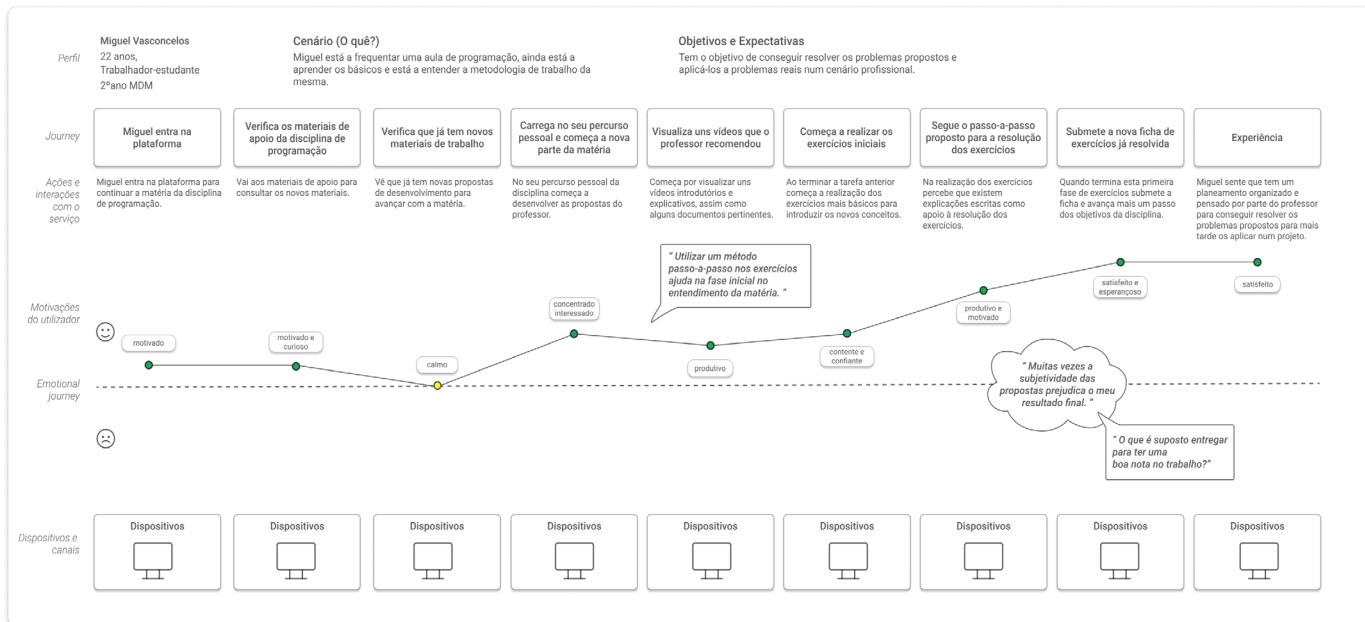 Perfil
Miguel Vasconcelos
22 anos,
Trabalhador-estudante
2ºano MDM
Cenário (O quê?)
Miguel está a frequentar uma aula de programação, ainda está a
aprender os básicos e está a entender a metodologia de trabalho da
mesma.
Objetivos e Expectativas
Tem o objetivo de conseguir resolver os problemas propostos e
aplicá-los a problemas reais num cenário profissional.
Journey
Miguel entra na
plataforma
Verifica os materiais de
apoio da disciplina de
programação
Verifica que já tem novos
materiais de trabalho
Carrega no seu percurso
pessoal e começa a nova
parte da matéria
Visualiza uns vídeos que o
professor recomendou
Começa a realizar os
exercícios iniciais
Segue o passo-a-passo
proposto para a resolução
dos exercícios
Submete a nova ficha de
exercícios já resolvida
Experiência
Ações e
interações
com o
serviço
Miguel entra na plataforma para
continuar a matéria da disciplina
de programação.
Vai aos materiais de apoio para
consultar os novos materiais.
Vê que já tem novas propostas
de desenvolvimento para
avançar com a matéria.
No seu percurso pessoal da
disciplina começa a
desenvolver as propostas do
professor.
Começa por visualizar uns
vídeos introdutórios e
explicativos, assim como
alguns documentos pertinentes.
Ao terminar a tarefa anterior
começa a realização dos
exercícios mais básicos para
introduzir os novos conceitos.
Na realização dos exercícios
percebe que existem
explicações escritas como
apoio à resolução dos
exercícios.
Quando termina esta primeira
fase de exercícios submete a
ficha e avança mais um passo
dos objetivos da disciplina.
Miguel sente que tem um
planeamento organizado e
pensado por parte do professor
para conseguir resolver os
problemas propostos para mais
tarde os aplicar num projeto.
Motivações
do utilizador
" Utilizar um método
passo-a-passo nos exercícios
ajuda na fase inicial no
entendimento da matéria. "
motivado
motivado e
curioso
calmo
concentrado
interessado
produtivo
contente e
confiante
produtivo e
motivado
satisfeito e
esperançoso
satisfeito
Emotional
journey
" Muitas vezes a
subjetividade das
propostas prejudica o meu
resultado final. "
" O que é suposto entregar
para ter uma
boa nota no trabalho?"
Dispositivos e
canais
Dispositivos
Dispositivos
Dispositivos
Dispositivos
Dispositivos
Dispositivos
Dispositivos
Dispositivos
Dispositivos